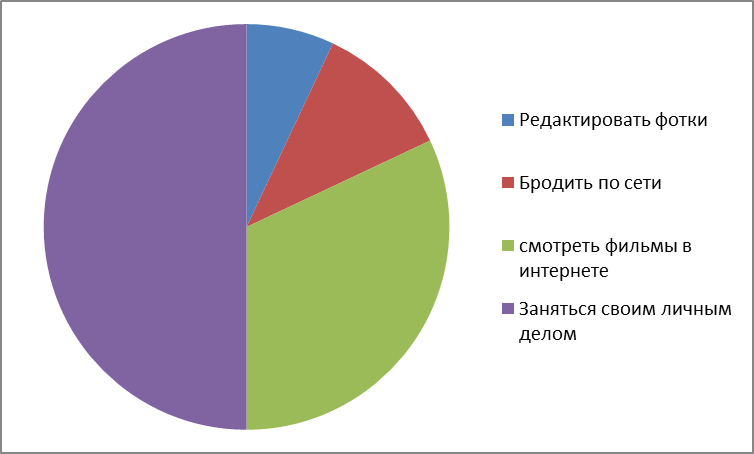 Редактировать фотки
Бродить по сети
смотреть фильмы в
интернете
Заняться своим личным
делом